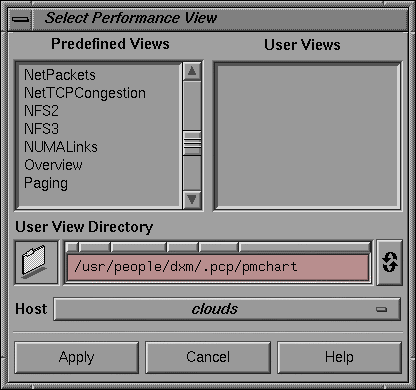 Select Performance View
Predefined Views
User Views
NetPackets
NetTCPCongestion
NFS2
NFS3
NUMALinks
Overview
Paging
User View Directory
/usr/people/dxm/.pcp/pmchart
Host
clouds
Apply
Cancel
Help